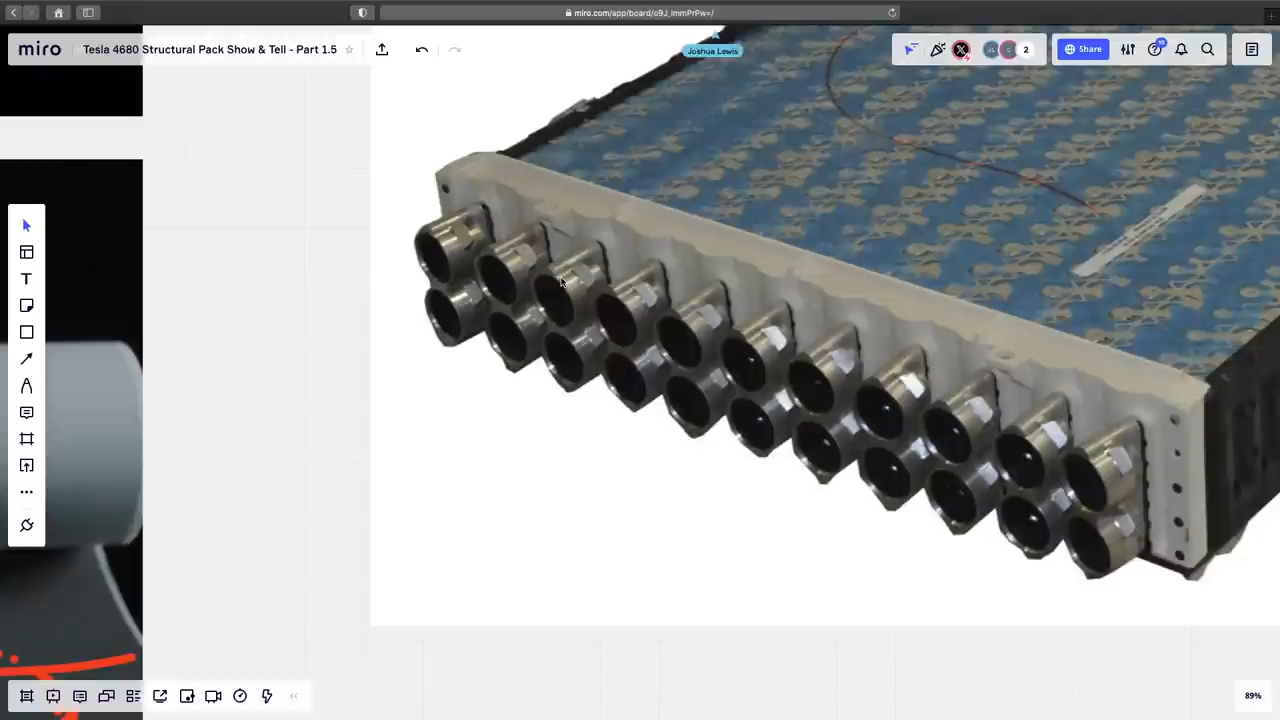 miro.com/app/board/o9J_lmmPrPw=/
miro
Tesla 4680 Structural Pack Show & Tell - Part 1.5
Joshua Lewis
2
Share
89%